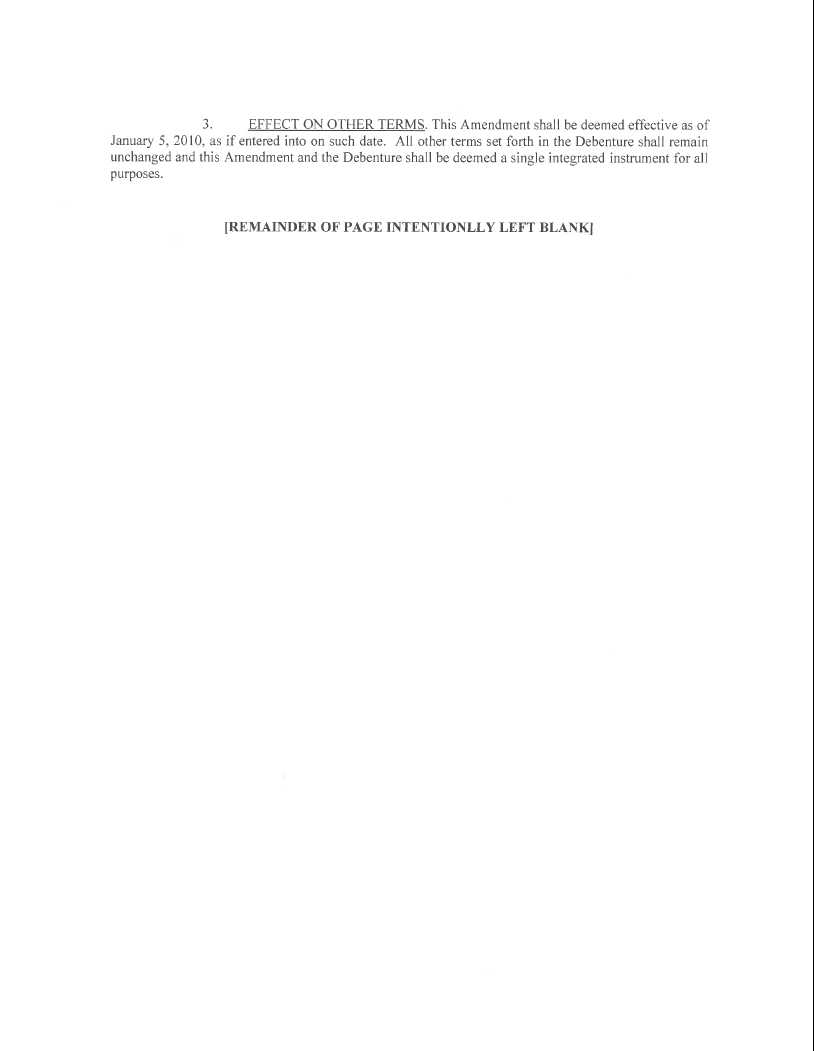 3. EFFECT ON OTHER TERMS. This Amendment shall be deemed effective as of
January 5, 2010, as if entered into on such date. All other terms set forth in the Debenture shall remain
unchanged and this Amendment and the Debenture shall be deemed a single integrated instrument for all
purposes.
[REMAINDER OF PAGE INTENTIONLLY LEFT BLANK]